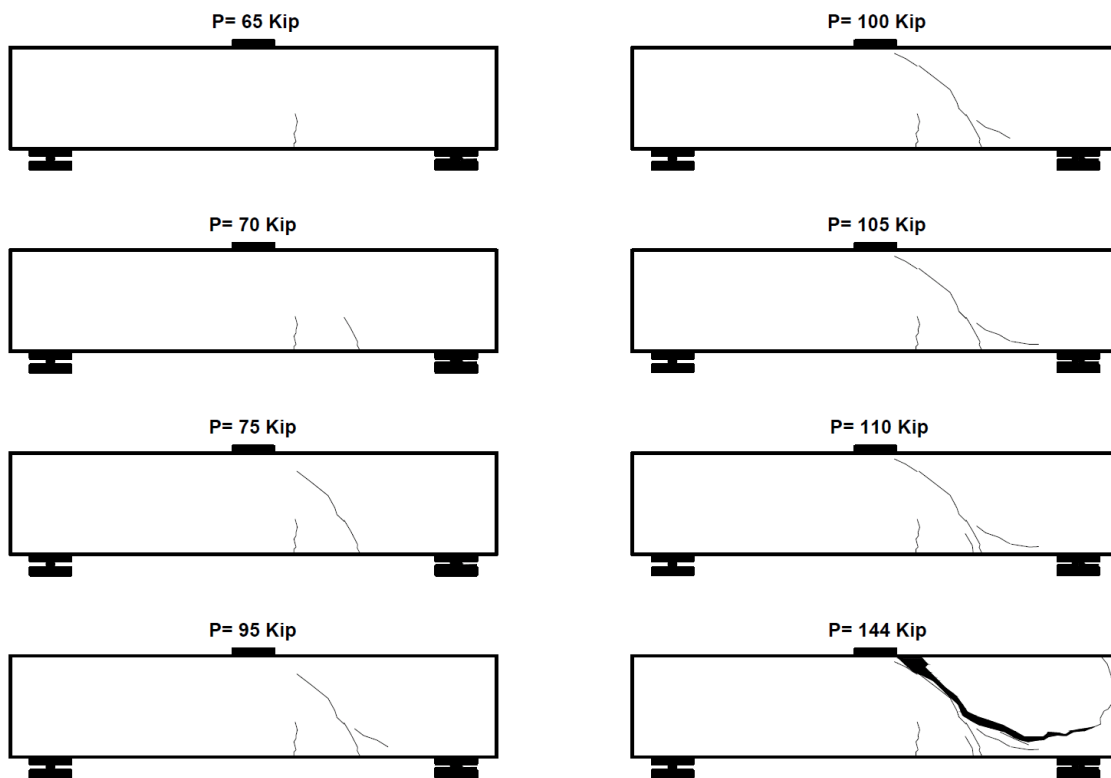 P= 65 Kip
P= 100 Kip
P= 70 Kip
P= 105 Kip
P= 75 Kip
P= 110 Kip
P= 95 Kip
P= 144 Kip